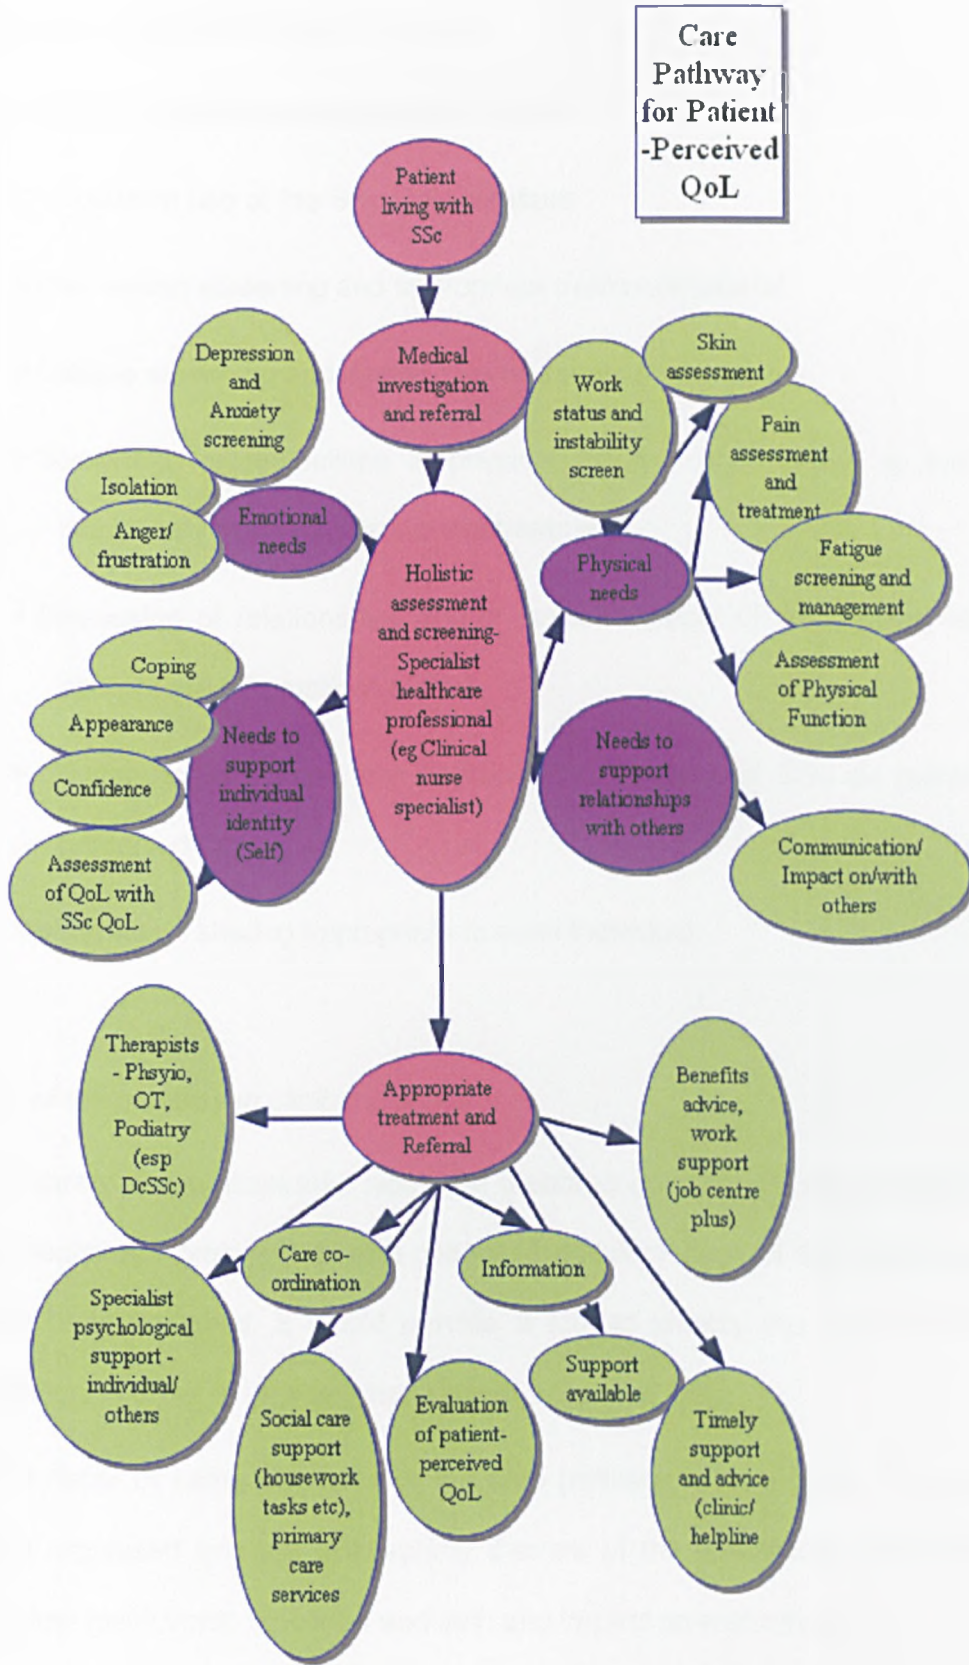 Care
Pathway
for Patient
-Perceived
QoL
Patient
living with
SSc
Medical
investigation
and referral
Depression
and
Anxiety
screening
Isolation
Anger/
frustration
Emotional
needs
Work
status and
instability
screen
Skin
assessment
Pain
assessment
and
treatment
Physical
needs
Fatigue
screening and
management
Assessment
of Physical
Function
Holistic
assessment
and screening-
Specialist
healthcare
professional
(eg Clinical
nurse
specialist)
Coping
Appearance
Confidence
Assessment
of QoL with
SSc QoL
Needs to
support
individual
identity
(Self)
Needs to
support
relationships
with others
Communication/
Impact on/with
others
Appropriate
treatment and
Referral
Therapists
- Phsyio,
OT,
Podiatry
(esp
DcSSc)
Benefits
advice,
work
support
(job centre
plus)
Specialist
psychological
support -
individual/
others
Care co-
ordination
Information
Social care
support
(housework
tasks etc),
primary
care
services
Evaluation
of patient-
perceived
QoL
Support
available
Timely
support
and advice
(clinic/
helpline